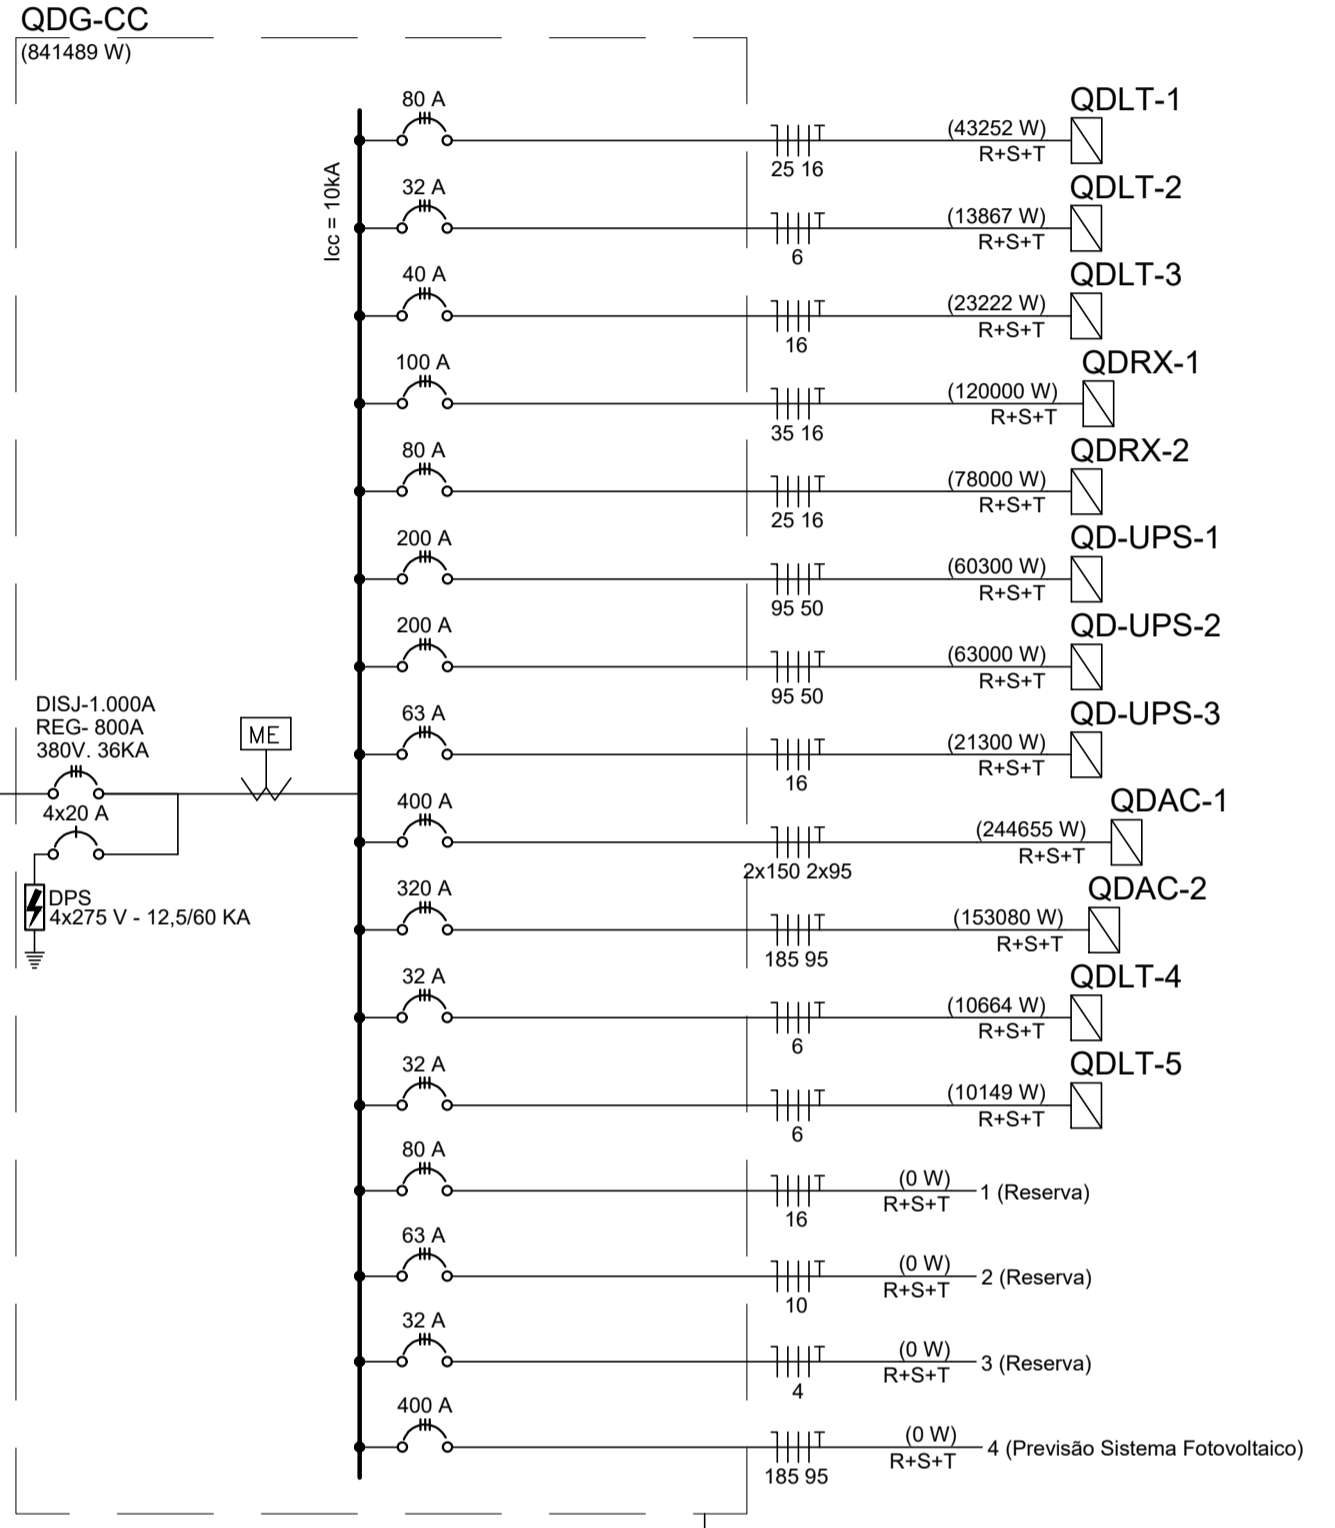 QDG-CC
(841489 W)
Icc = 10kA
80 A
25 16
(43252 W)
R+S+T
QDLT-1
32 A
6
(13867 W)
R+S+T
QDLT-2
40 A
16
(23222 W)
R+S+T
QDLT-3
100 A
35 16
(120000 W)
R+S+T
QDRX-1
80 A
25 16
(78000 W)
R+S+T
QDRX-2
200 A
95 50
(60300 W)
R+S+T
QD-UPS-1
200 A
95 50
(63000 W)
R+S+T
QD-UPS-2
63 A
16
(21300 W)
R+S+T
QD-UPS-3
DISJ-1.000A
REG- 800A
380V. 36KA
ME
4x20 A
DPS
4x275 V - 12,5/60 KA
400 A
2x150 2x95
(244655 W)
R+S+T
QDAC-1
320 A
185 95
(153080 W)
R+S+T
QDAC-2
32 A
6
(10664 W)
R+S+T
QDLT-4
32 A
6
(10149 W)
R+S+T
QDLT-5
80 A
16
(0 W)
R+S+T
1 (Reserva)
63 A
10
(0 W)
R+S+T
2 (Reserva)
32 A
4
(0 W)
R+S+T
3 (Reserva)
400 A
185 95
(0 W)
R+S+T
4 (Previsão Sistema Fotovoltaico)